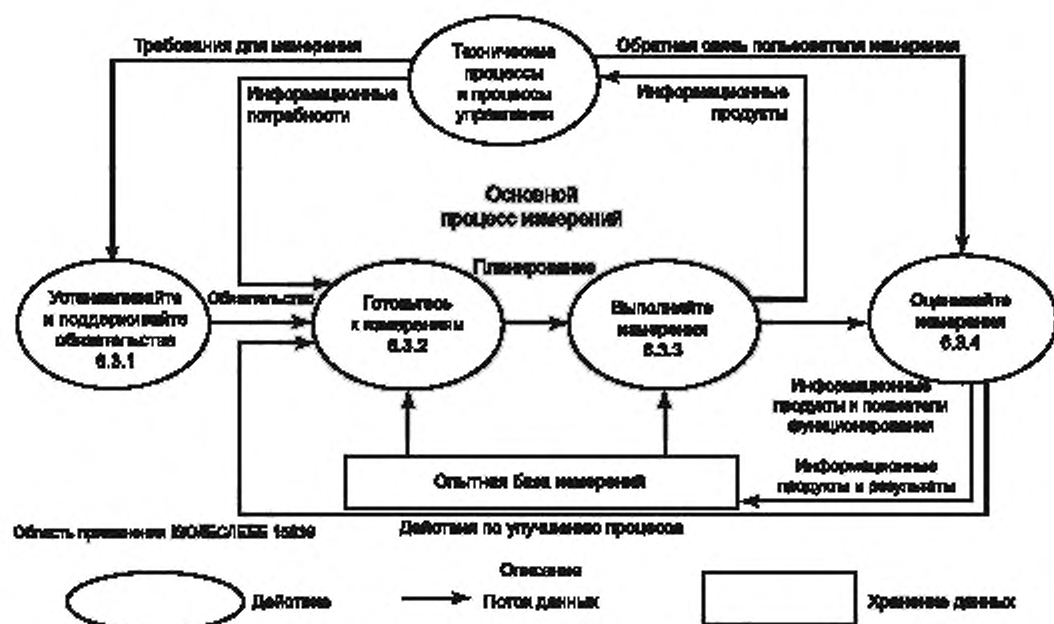 Требования для измерения
Технические
процессы
и процессы
управления
Обратная связь пользователя измерения
Информационные
потребности
Информационные
продукты
Основной
процесс измерений
Устанавливайте
и поддерживайте
обязательства
6.3.1
Обязательство
Готовьтесь
к измерениям
6.3.2
Планирование
Выполняйте
измерения
6.3.3
Оценивайте
измерения
6.3.4
Информационные
продукты и показатели
функционирования
Информационные
продукты и результаты
Опытная база измерений
Действия по улучшению процесса
Область применения
Описание
Действие
Поток данных
Хранение данных